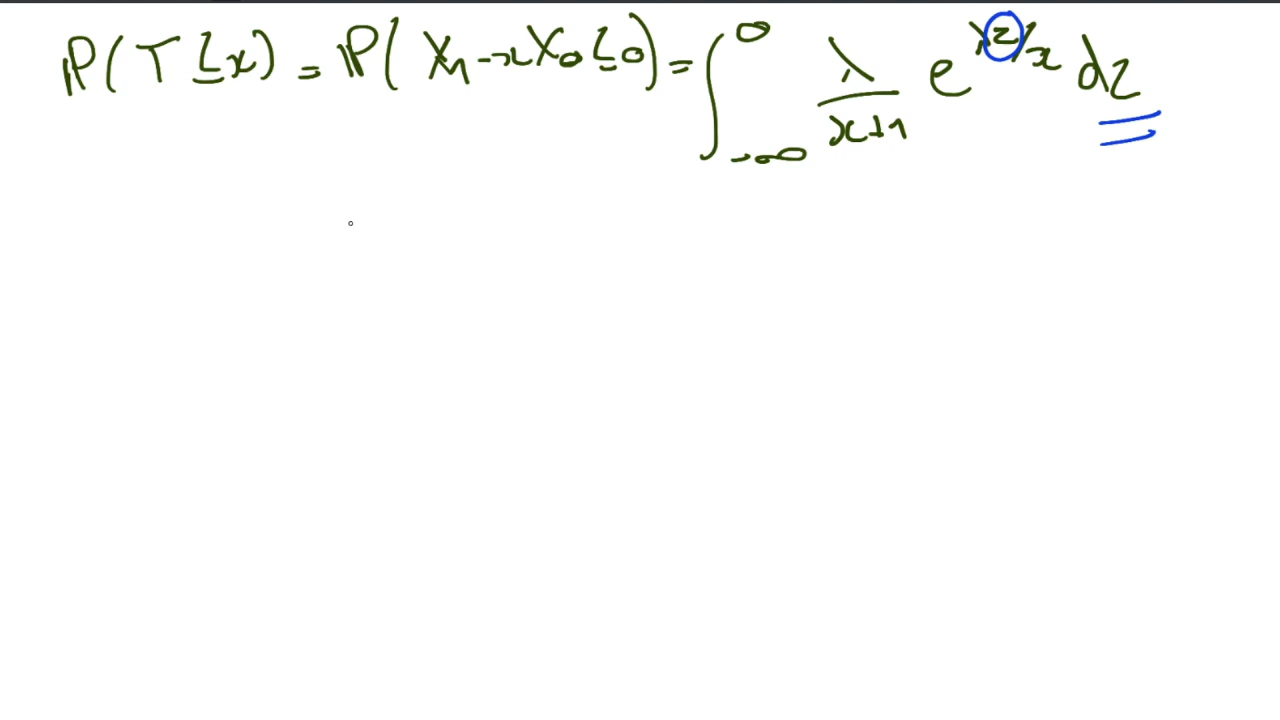 ℙ(T ≤ x) = ℙ(X₁ - xX₀ ≤ 0) = ∫_{-∞}^{0} λ/(x+1) e^{λz/x} dz